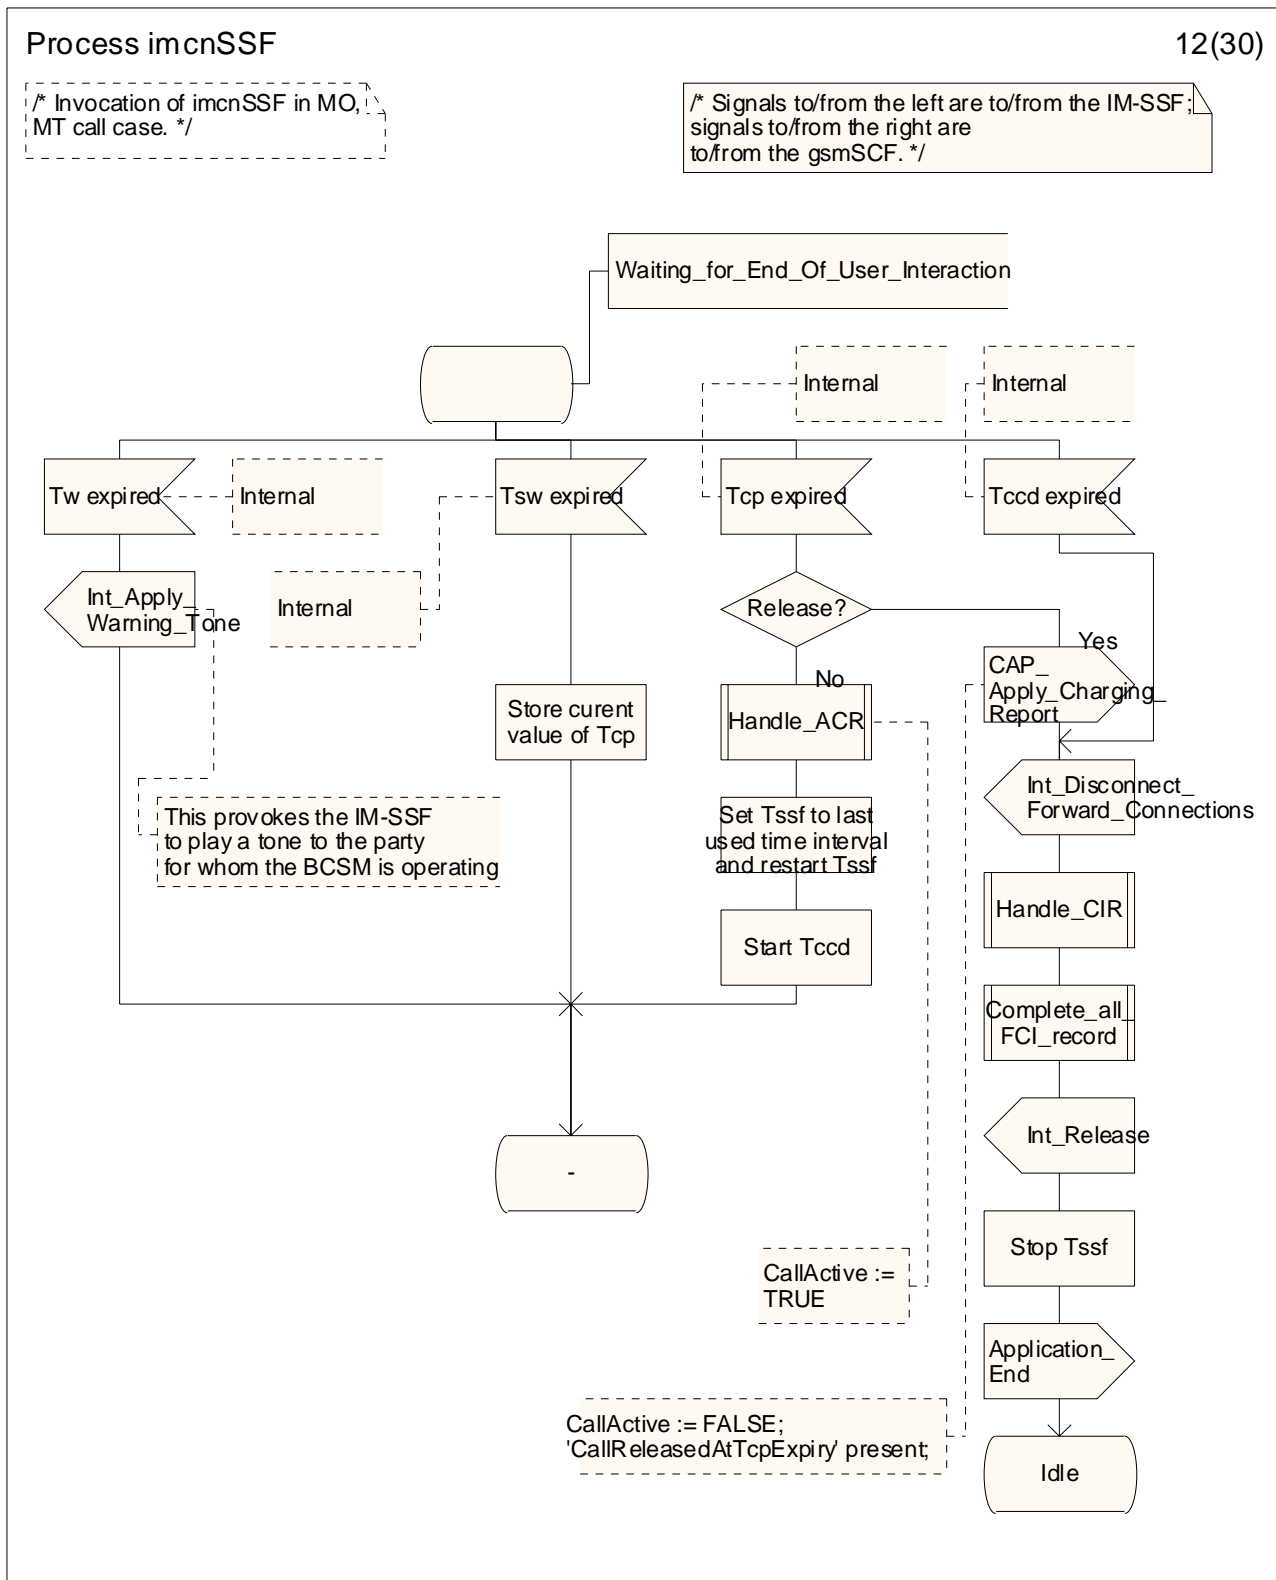 Process imcnSSF
12(30)
/* Invocation of imcnSSF in MO,
MT call case. */
/* Signals to/from the left are to/from the IM-SSF;
signals to/from the right are
to/from the gsmSCF. */
Waiting_for_End_Of_User_Interaction
Internal
Internal
Tw expired
Internal
Tsw expired
Tcp expired
Tccd expired
Int_Apply_
Warning_Tone
Internal
Release?
Yes
No
CAP_
Apply_Charging_
Report
Store curent
value of Tcp
Handle_ACR
Int_Disconnect_
Forward_Connections
This provokes the IM-SSF
to play a tone to the party
for whom the BCSM is operating
Set Tssf to last
used time interval
and restart Tssf
Handle_CIR
Start Tccd
Complete_all_
FCI_record
Int_Release
-
Stop Tssf
CallActive :=
TRUE
Application_
End
CallActive := FALSE;
'CallReleasedAtTcpExpiry' present;
Idle